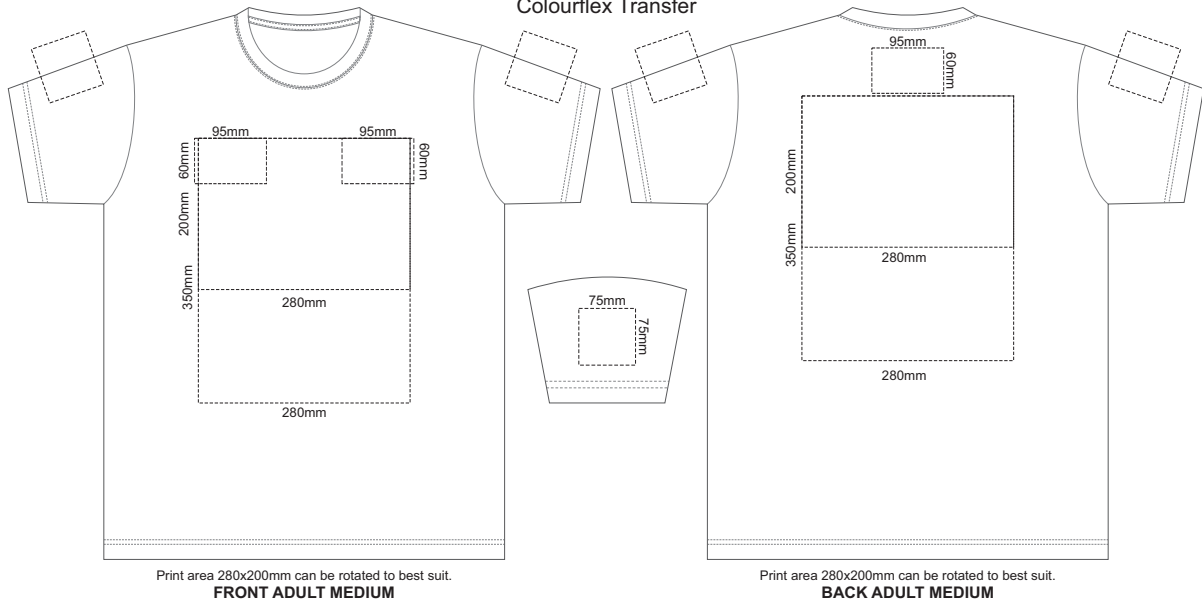 Colourflex Transfer
95mm
95mm
60mm
60mm
200mm
350mm
280mm
280mm
Print area 280x200mm can be rotated to best suit.
FRONT ADULT MEDIUM
75mm
75mm
95mm
60mm
200mm
350mm
280mm
280mm
Print area 280x200mm can be rotated to best suit.
BACK ADULT MEDIUM